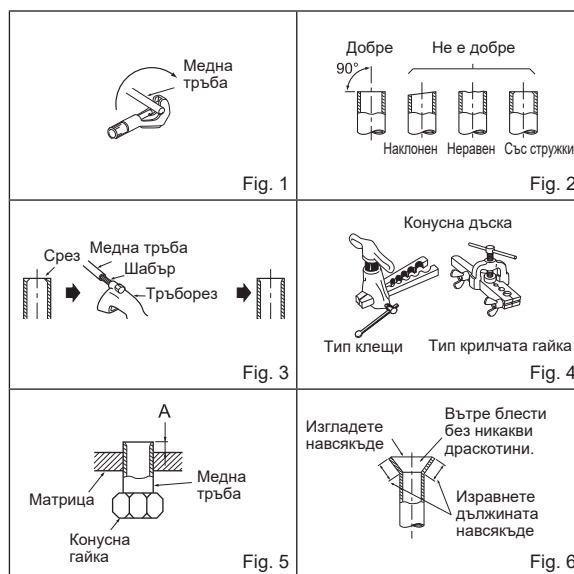 Медна
тръба
Fig. 1
Добре
Не е добре
90°
Наклонен
Неравен
Със стружки
Fig. 2
Срез
Медна тръба
Шабър
Тръборез
Fig. 3
Конусна дъска
Тип клещи
Тип крилчата гайка
Fig. 4
A
Матрица
Медна
тръба
Конусна
гайка
Fig. 5
Изгладете
навсякъде
Вътре блести
без никакви
драскотини.
Изравнете
дължината
навсякъде
Fig. 6